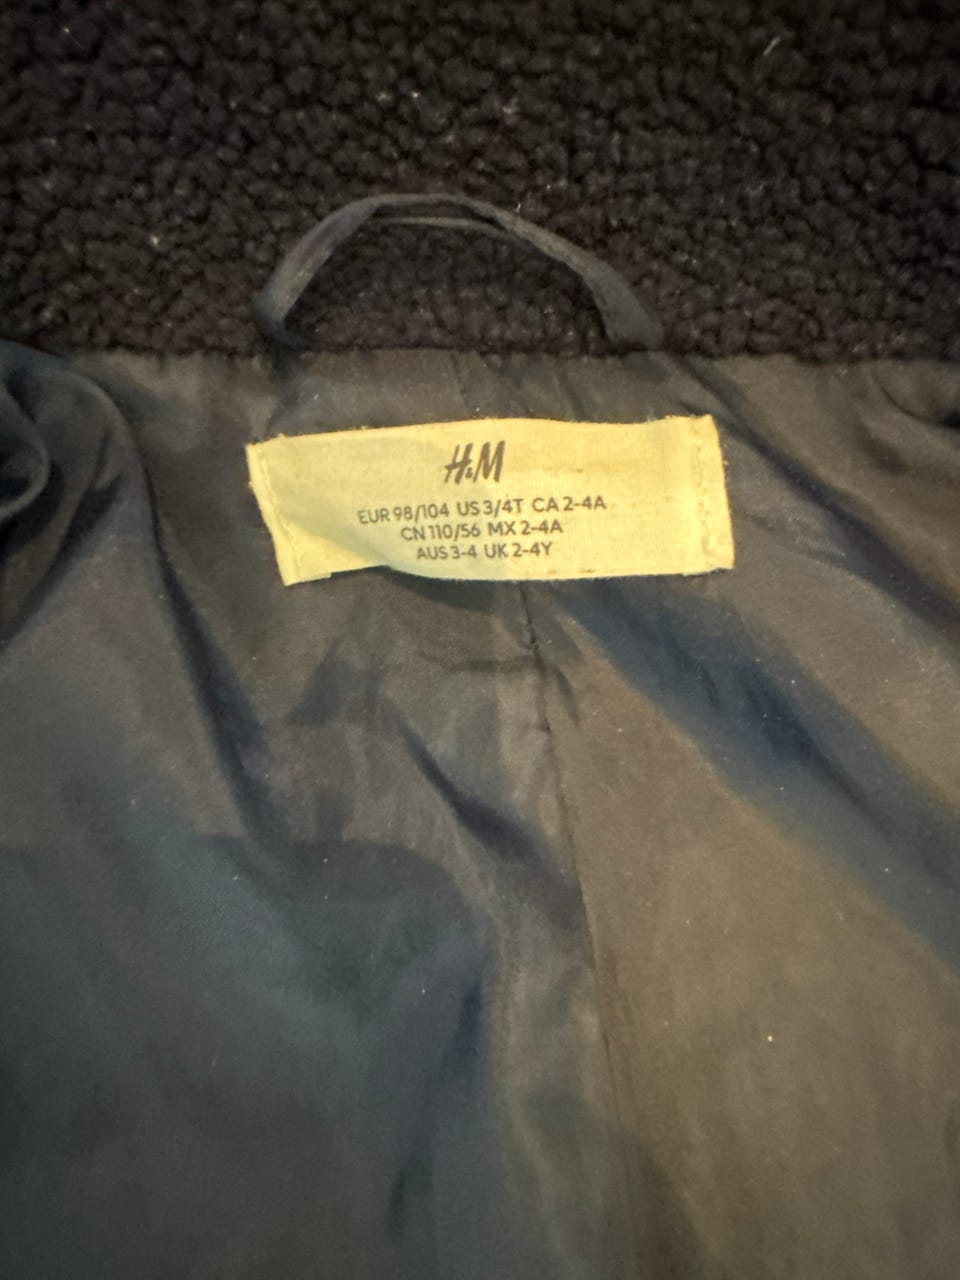 H&M
EUR 98/104 US 3/4T CA 2-4A
CN 110/56 MX 2-4A
AUS 3-4 UK 2-4Y